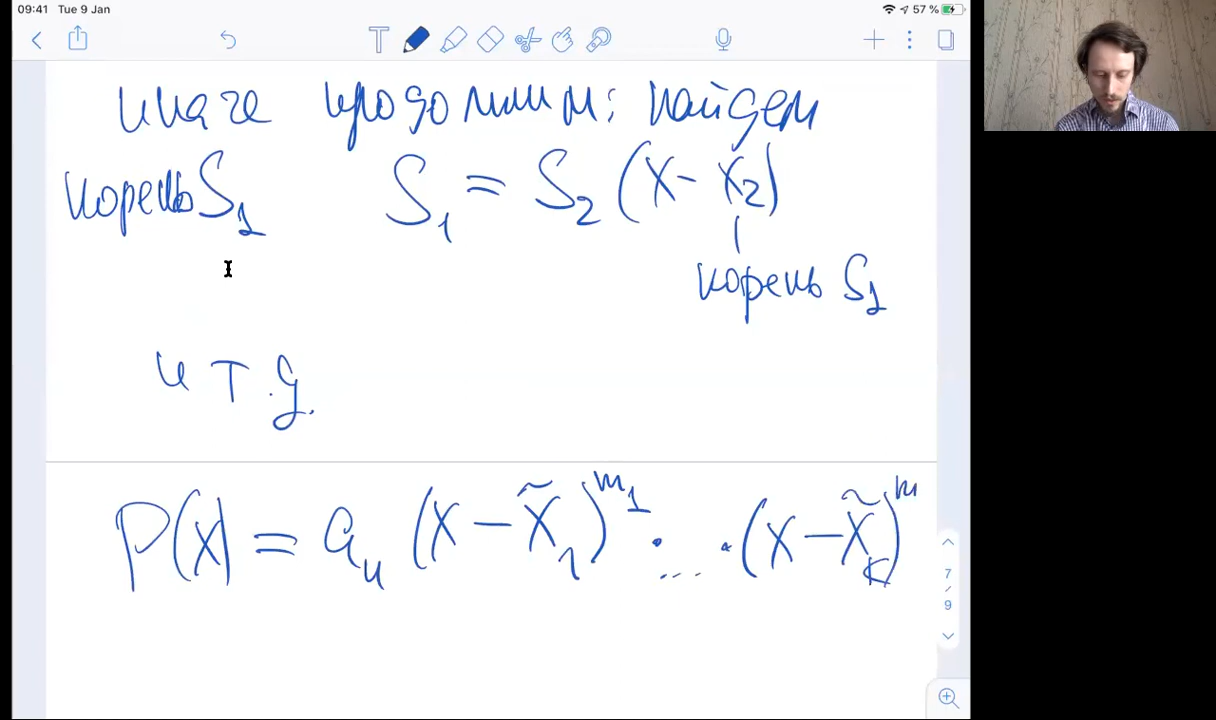 09:41 Tue 9 Jan 57 %
T
иначе продолжим: найдем
корень S₁ S₁ = S₂ (x - x₂)
корень S₁
и т.д.
P(x) = aₙ (x - x̃₁)^m₁ · ... · (x - x̃ₖ)^m
7
/
9